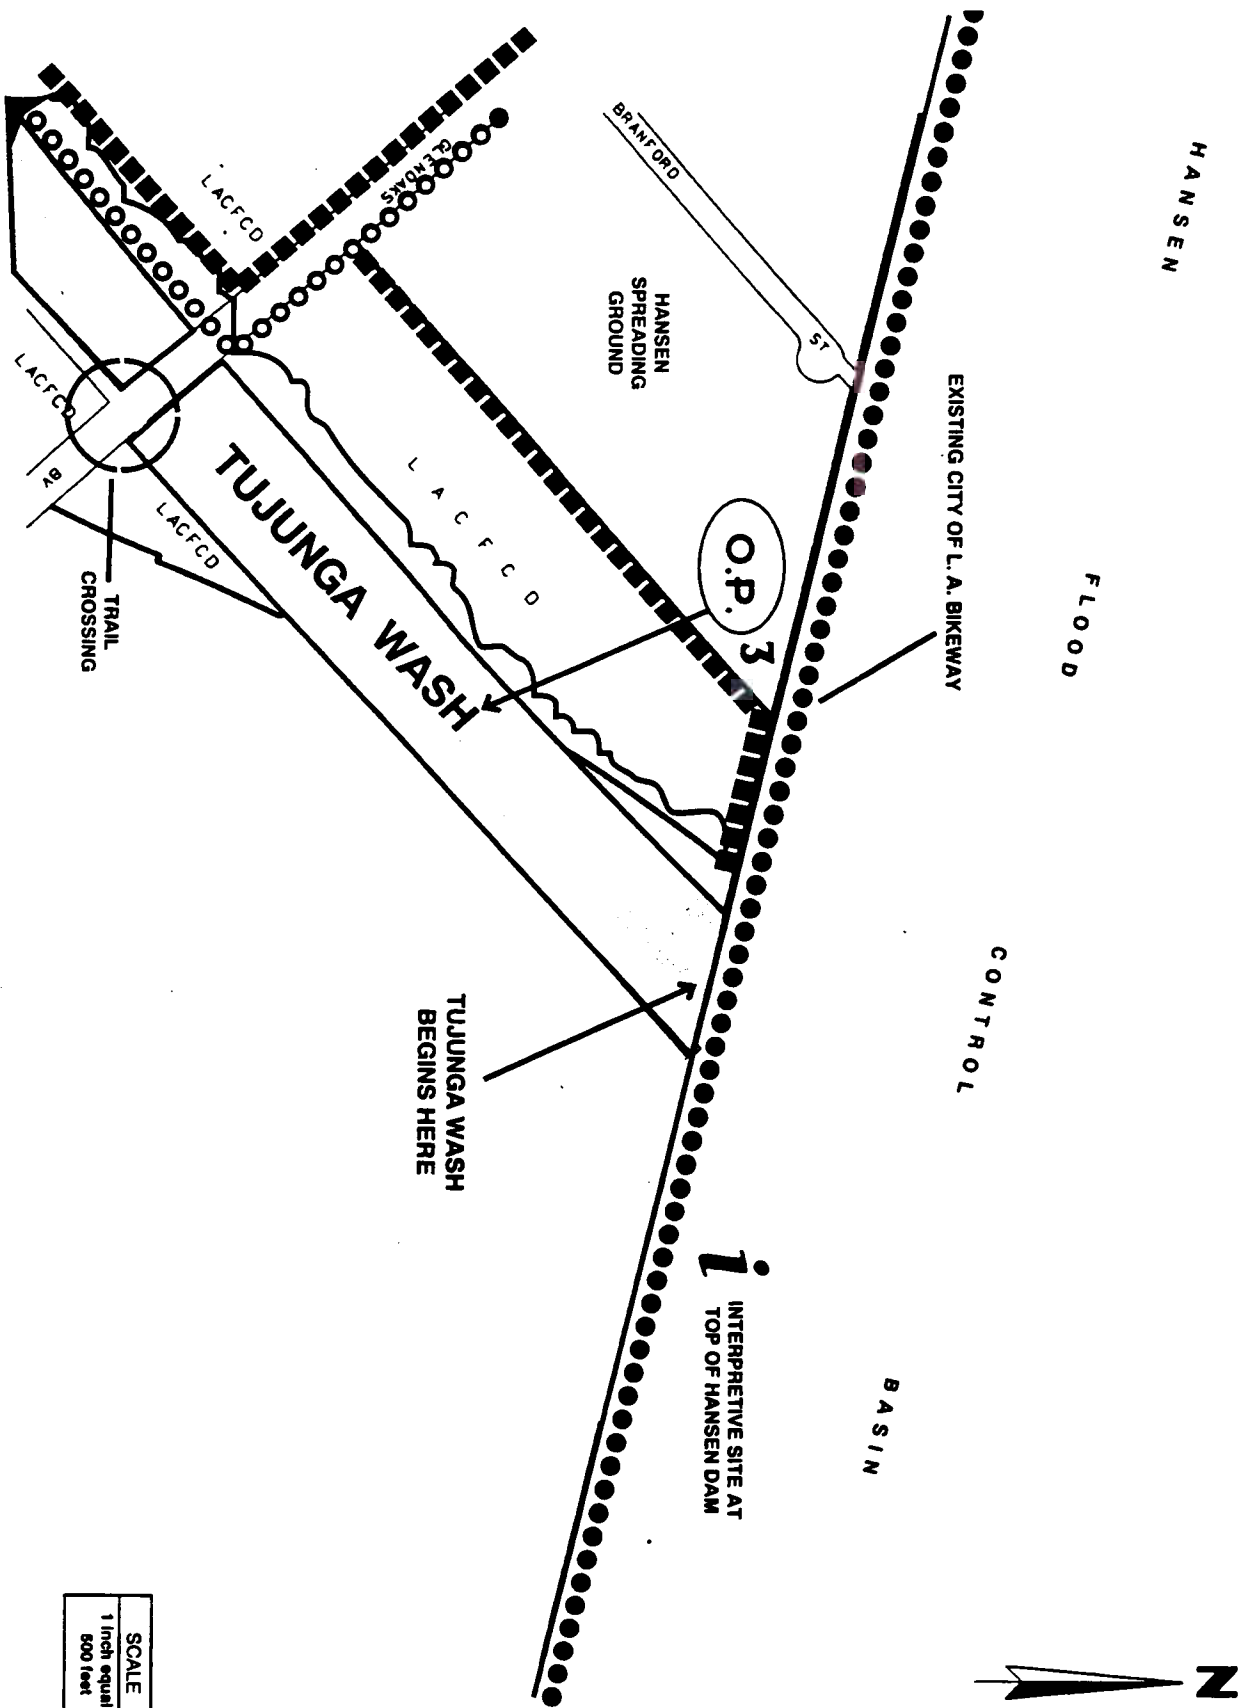 HANSEN FLOOD CONTROL BASIN
EXISTING CITY OF L. A. BIKEWAY
BRANFORD ST
HANSEN
SPREADING
GROUND
O.P. 3
i
INTERPRETIVE SITE AT
TOP OF HANSEN DAM
GLENOAKS
LACFCD
LACFCD
TUJUNGA WASH
TUJUNGA WASH
BEGINS HERE
LACFCD
LACFCD
AV
TRAIL
CROSSING
N
SCALE
1 inch equal
500 feet